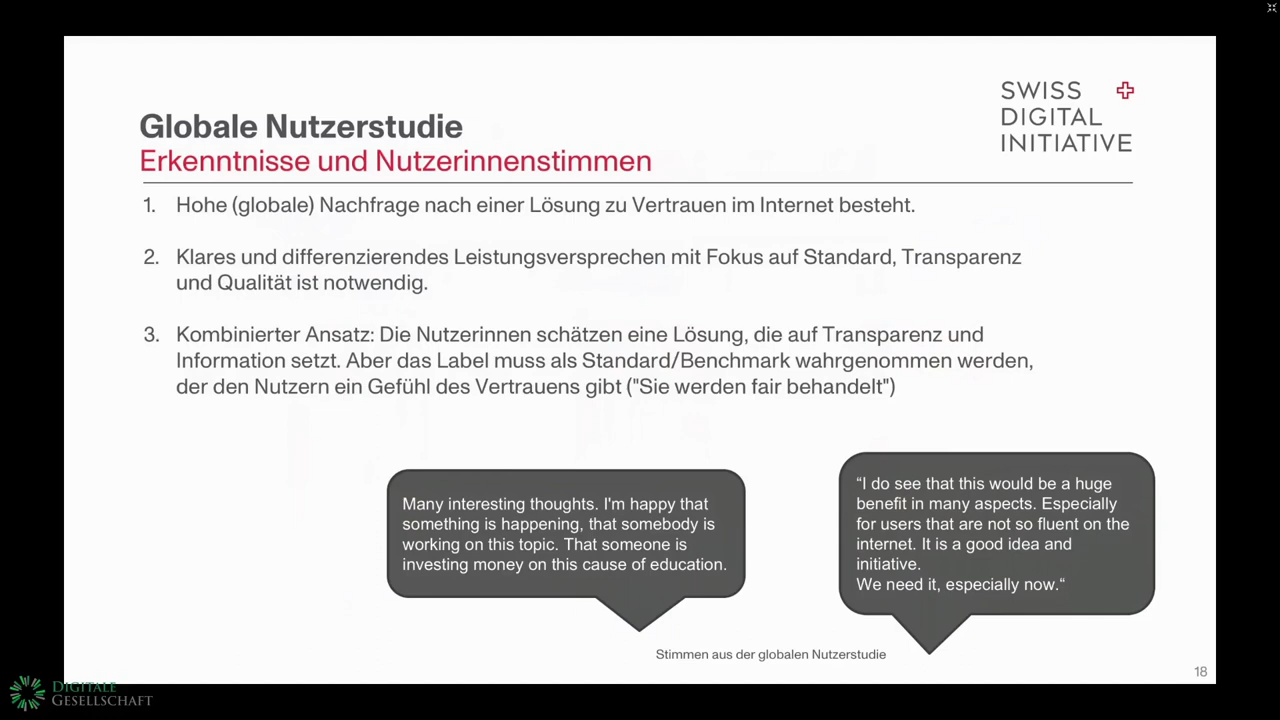 SWISS
DIGITAL
INITIATIVE
Globale Nutzerstudie
Erkenntnisse und Nutzerinnenstimmen
1. Hohe (globale) Nachfrage nach einer Lösung zu Vertrauen im Internet besteht.
2. Klares und differenzierendes Leistungsversprechen mit Fokus auf Standard, Transparenz
und Qualität ist notwendig.
3. Kombinierter Ansatz: Die Nutzerinnen schätzen eine Lösung, die auf Transparenz und
Information setzt. Aber das Label muss als Standard/Benchmark wahrgenommen werden,
der den Nutzern ein Gefühl des Vertrauens gibt ("Sie werden fair behandelt")
Many interesting thoughts. I'm happy that
something is happening, that somebody is
working on this topic. That someone is
investing money on this cause of education.
“I do see that this would be a huge
benefit in many aspects. Especially
for users that are not so fluent on the
internet. It is a good idea and
initiative.
We need it, especially now.“
Stimmen aus der globalen Nutzerstudie
18
DIGITALE
GESELLSCHAFT